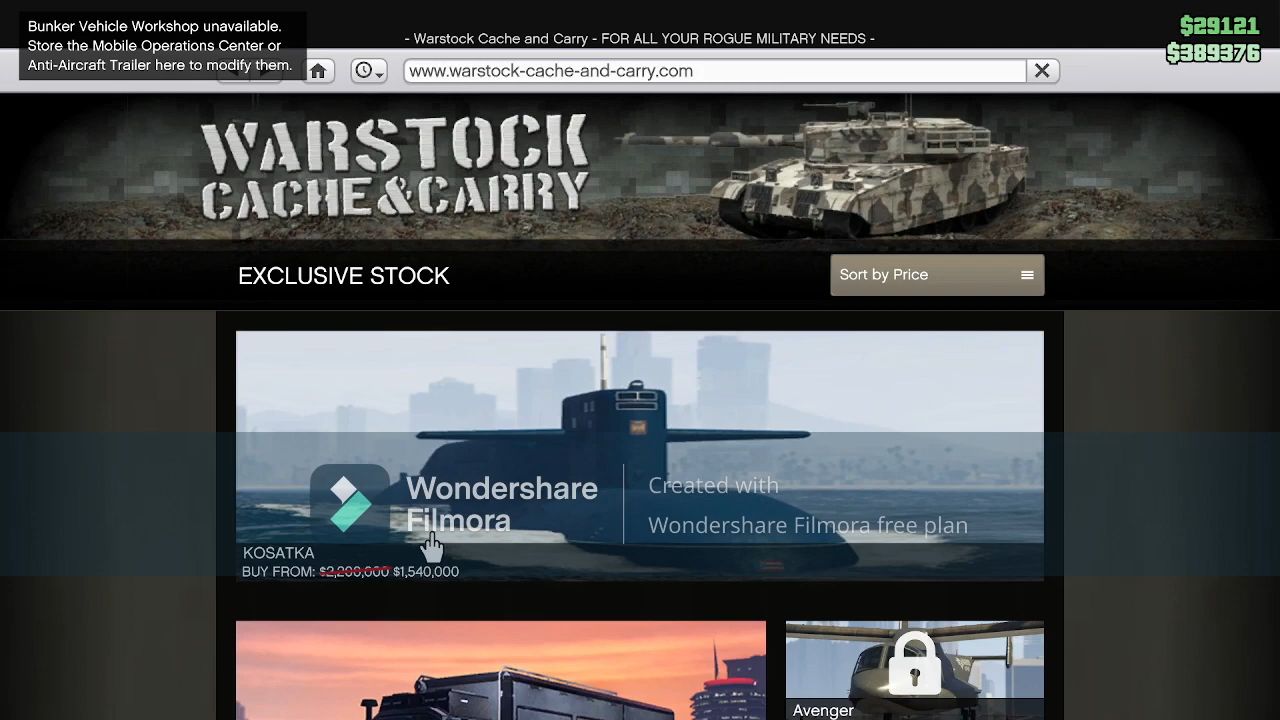 Bunker Vehicle Workshop unavailable.
Store the Mobile Operations Center or
Anti-Aircraft Trailer here to modify them.
- Warstock Cache and Carry - FOR ALL YOUR ROGUE MILITARY NEEDS -
$29121
$389376
www.warstock-cache-and-carry.com
WARSTOCK
CACHE&CARRY
EXCLUSIVE STOCK
Sort by Price
Wondershare
Filmora
Created with
Wondershare Filmora free plan
KOSATKA
BUY FROM: $2,200,000 $1,540,000
Avenger